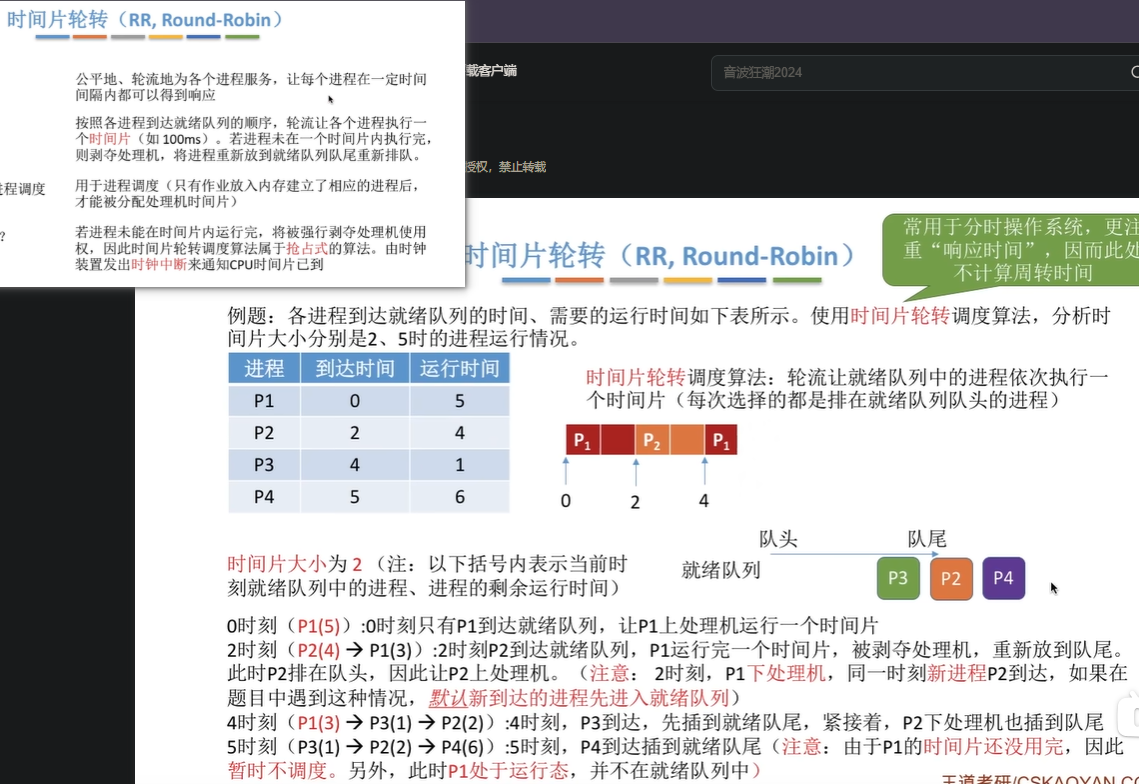 时间片轮转（RR, Round-Robin）
公平地、轮流地为各个进程服务，让每个进程在一定时间
间隔内都可以得到响应
按照各进程到达就绪队列的顺序，轮流让各个进程执行一
个时间片（如 100ms）。若进程未在一个时间片内执行完，
则剥夺处理机，将进程重新放到就绪队列队尾重新排队。
程调度
用于进程调度（只有作业放入内存建立了相应的进程后，
才能被分配处理机时间片）
?
若进程未能在时间片内运行完，将被强行剥夺处理机使用
权，因此时间片轮转调度算法属于抢占式的算法。由时钟
装置发出时钟中断来通知CPU时间片已到
载客户端
音波狂潮2024
授权，禁止转载
时间片轮转（RR, Round-Robin）
常用于分时操作系统，更注
重“响应时间”，因而此处
不计算周转时间
例题：各进程到达就绪队列的时间、需要的运行时间如下表所示。使用时间片轮转调度算法，分析时
间片大小分别是2、5时的进程运行情况。
进程 到达时间 运行时间
P1 0 5
P2 2 4
P3 4 1
P4 5 6
时间片轮转调度算法：轮流让就绪队列中的进程依次执行一
个时间片（每次选择的都是排在就绪队列队头的进程）
P1 P2 P1
0 2 4
队头 队尾
就绪队列
P3 P2 P4
时间片大小为 2（注：以下括号内表示当前时
刻就绪队列中的进程、进程的剩余运行时间）
0时刻（P1(5)）:0时刻只有P1到达就绪队列，让P1上处理机运行一个时间片
2时刻（P2(4) → P1(3)）:2时刻P2到达就绪队列，P1运行完一个时间片，被剥夺处理机，重新放到队尾。
此时P2排在队头，因此让P2上处理机。（注意： 2时刻，P1下处理机，同一时刻新进程P2到达，如果在
题目中遇到这种情况，默认新到达的进程先进入就绪队列）
4时刻（P1(3) → P3(1) → P2(2)）:4时刻，P3到达，先插到就绪队尾，紧接着，P2下处理机也插到队尾
5时刻（P3(1) → P2(2) → P4(6)）:5时刻，P4到达插到就绪队尾（注意：由于P1的时间片还没用完，因此
暂时不调度。另外，此时P1处于运行态，并不在就绪队列中）
王道考研/CSKAOYAN.CO